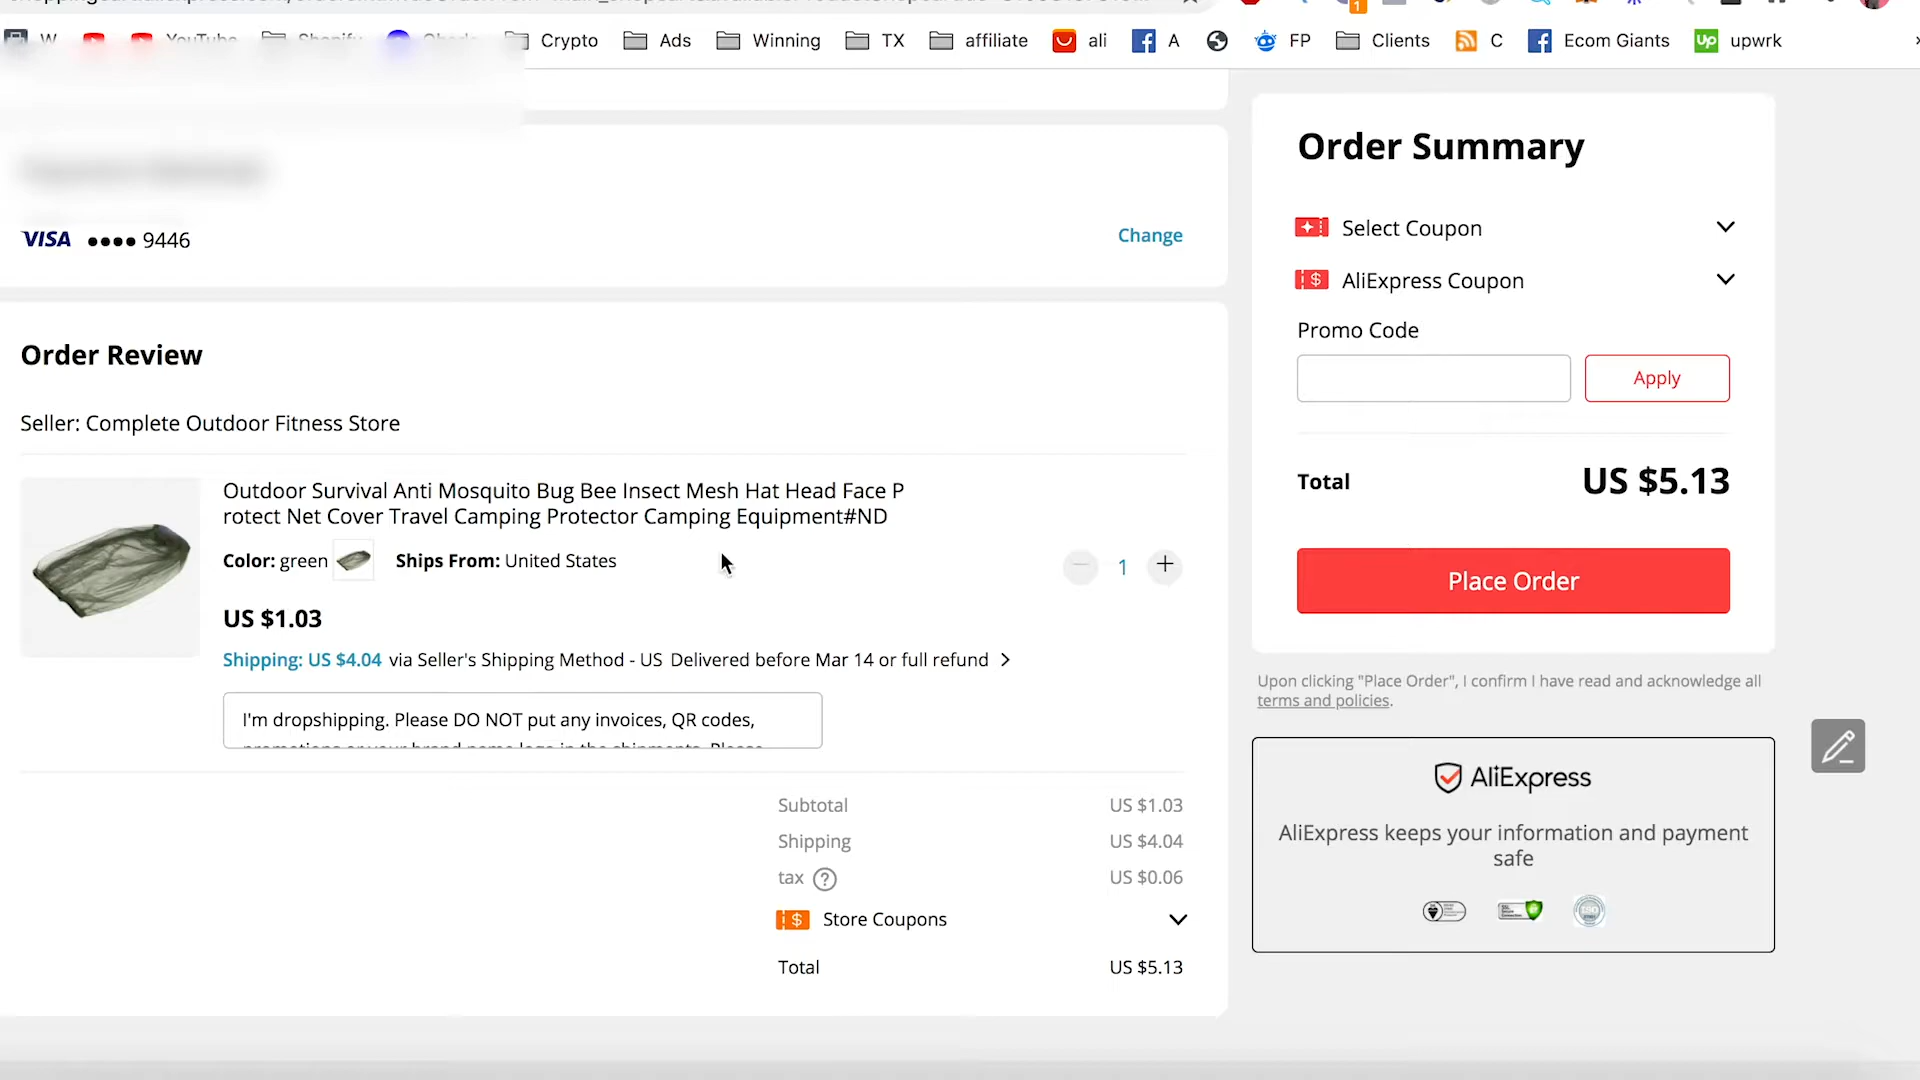 Crypto Ads Winning TX affiliate ali A FP Clients C Ecom Giants upwrk
VISA •••• 9446
Change
Order Review
Seller: Complete Outdoor Fitness Store
Outdoor Survival Anti Mosquito Bug Bee Insect Mesh Hat Head Face P
rotect Net Cover Travel Camping Protector Camping Equipment#ND
Color: green Ships From: United States
1
US $1.03
Shipping: US $4.04 via Seller's Shipping Method - US Delivered before Mar 14 or full refund
I'm dropshipping. Please DO NOT put any invoices, QR codes,
Subtotal US $1.03
Shipping US $4.04
tax ? US $0.06
Store Coupons
Total US $5.13
Order Summary
Select Coupon
AliExpress Coupon
Promo Code
Apply
Total US $5.13
Place Order
Upon clicking "Place Order", I confirm I have read and acknowledge all
terms and policies.
AliExpress
AliExpress keeps your information and payment
safe